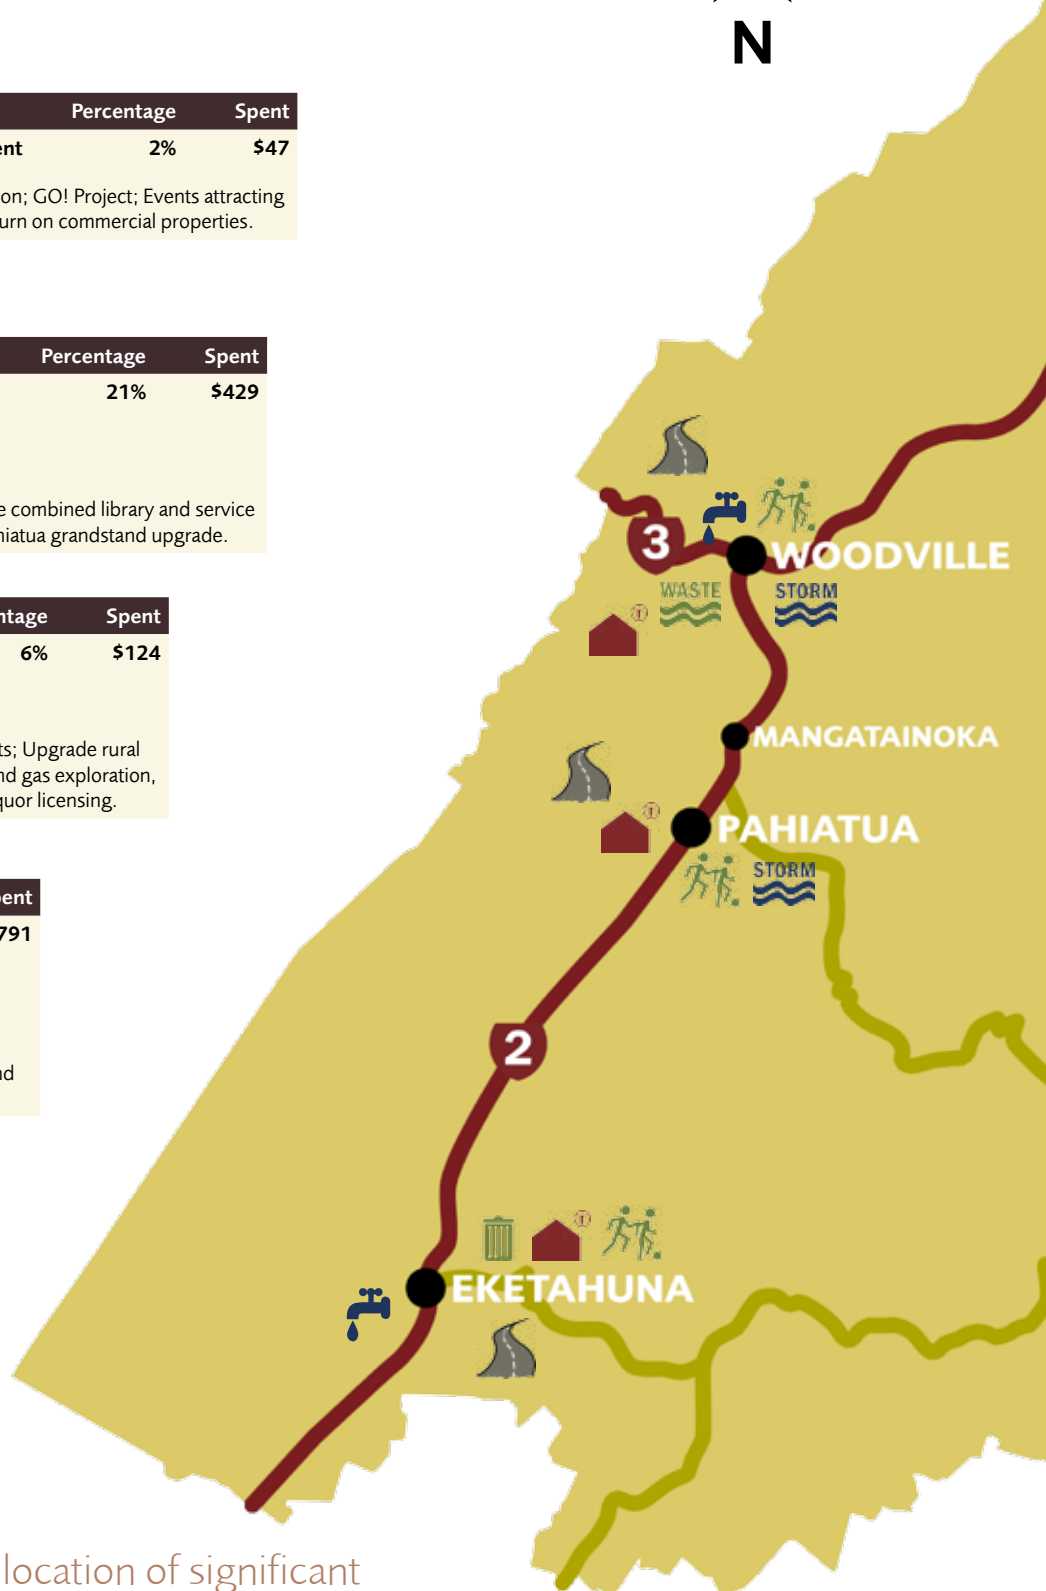 N
Percentage Spent
ent 2% $47
on; GO! Project; Events attracting
urn on commercial properties.
Percentage Spent
21% $429
e combined library and service
hiatua grandstand upgrade.
ntage Spent
6% $124
ts; Upgrade rural
nd gas exploration,
quor licensing.
pent
791
nd
3
WOODVILLE
WASTE STORM
MANGATAINOKA
PAHIATUA
STORM
2
EKETAHUNA
location of significant